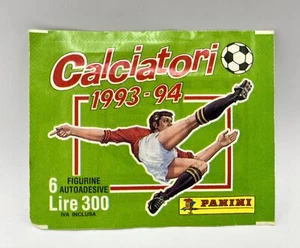 Calciatori
1993-94
6 FIGURINE
AUTOADESIVE
Lire 300
IVA INCLUSA
PANINI